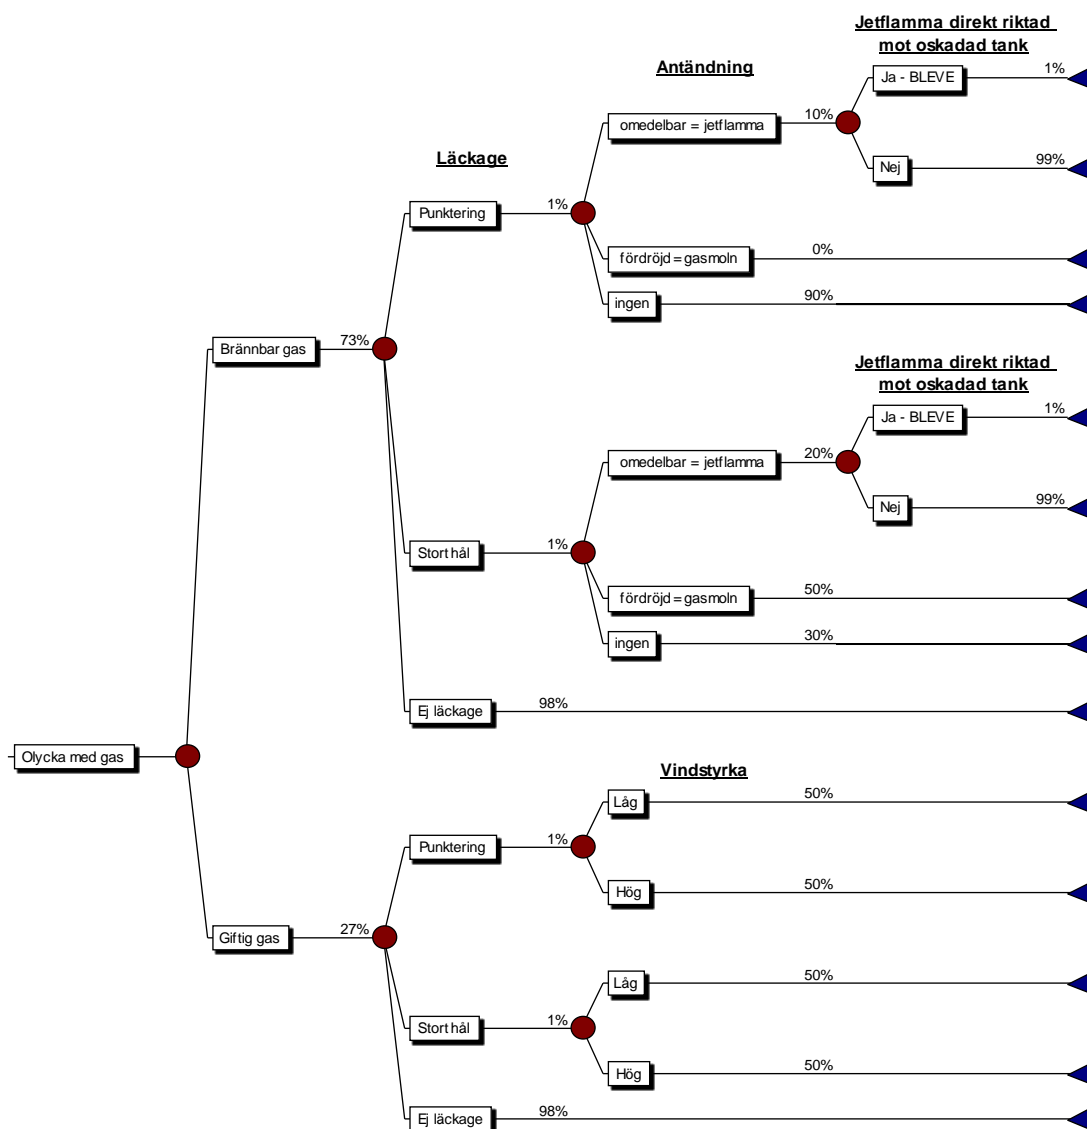 Jetflamma direkt riktad
mot oskadad tank
Antändning
Ja - BLEVE 1%
omedelbar = jetflamma 10%
Läckage
Nej 99%
Punktering 1%
fördröjd = gasmoln 0%
ingen 90%
Brännbar gas 73%
Jetflamma direkt riktad
mot oskadad tank
Ja - BLEVE 1%
omedelbar = jetflamma 20%
Nej 99%
Stort hål 1%
fördröjd = gasmoln 50%
ingen 30%
Ej läckage 98%
Olycka med gas
Vindstyrka
Låg 50%
Punktering 1%
Hög 50%
Giftig gas 27%
Låg 50%
Stort hål 1%
Hög 50%
Ej läckage 98%